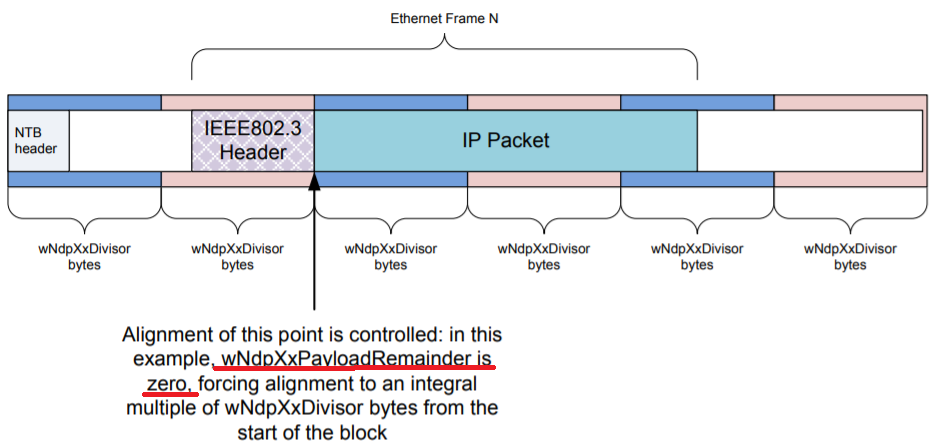 Ethernet Frame N
NTB
header
IEEE802.3
Header
IP Packet
wNdpXxDivisor
bytes
wNdpXxDivisor
bytes
wNdpXxDivisor
bytes
wNdpXxDivisor
bytes
wNdpXxDivisor
bytes
wNdpXxDivisor
bytes
Alignment of this point is controlled: in this
example, wNdpXxPayloadRemainder is
zero, forcing alignment to an integral
multiple of wNdpXxDivisor bytes from the
start of the block